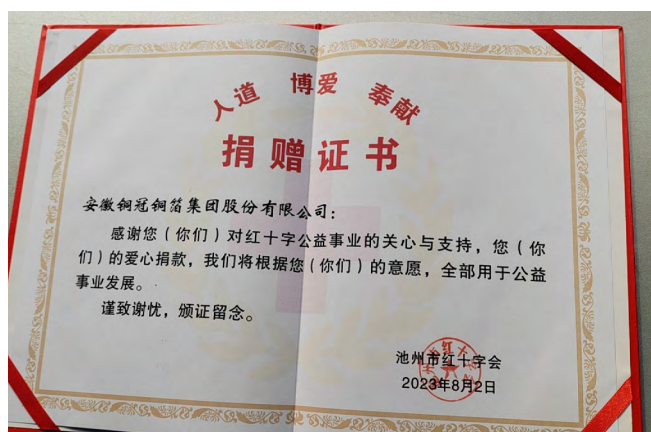 人道 博爱 奉献
捐赠证书
安徽铜冠铜箔集团股份有限公司：
感谢您（你们）对红十字公益事业的关心与支持，您（你
们）的爱心捐款，我们将根据您（你们）的意愿，全部用于公益
事业发展。
谨致谢忱，颁证留念。
池州市红十字会
2023年8月2日